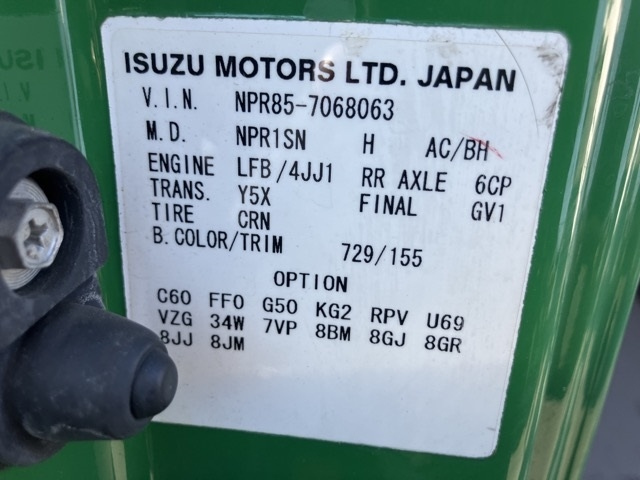 ISUZU MOTORS LTD. JAPAN
V.I.N. NPR85-7068063
M.D. NPR1SN H AC/BH
ENGINE LFB/4JJ1 RR AXLE 6CP
TRANS. Y5X FINAL GV1
TIRE CRN
B.COLOR/TRIM 729/155
OPTION
C60 FF0 G50 KG2 RPV U69
VZG 34W 7VP 8BM 8GJ 8GR
8JJ 8JM